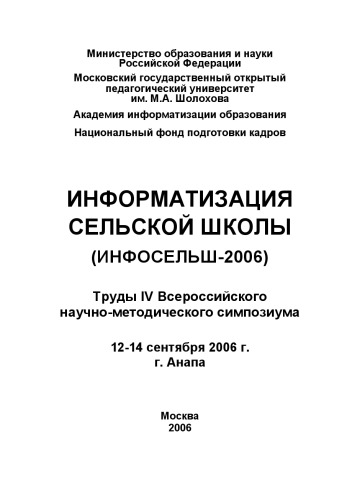 Министерство образования и науки
Российской Федерации
Московский государственный открытый
педагогический университет
им. М.А. Шолохова
Академия информатизации образования
Национальный фонд подготовки кадров
ИНФОРМАТИЗАЦИЯ
СЕЛЬСКОЙ ШКОЛЫ
(ИНФОСЕЛЬШ-2006)
Труды IV Всероссийского
научно-методического симпозиума
12-14 сентября 2006 г.
г. Анапа
Москва
2006